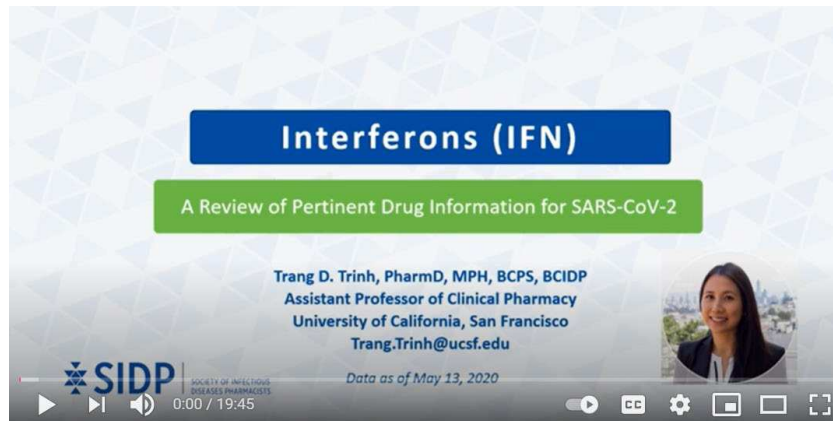 Interferons (IFN)
A Review of Pertinent Drug Information for SARS-CoV-2
Trang D. Trinh, PharmD, MPH, BCPS, BCIDP
Assistant Professor of Clinical Pharmacy
University of California, San Francisco
Trang.Trinh@ucsf.edu
Data as of May 13, 2020
SIDP
SOCIETY OF INFECTIOUS
DISEASES PHARMACISTS
0:00 / 19:45
CC